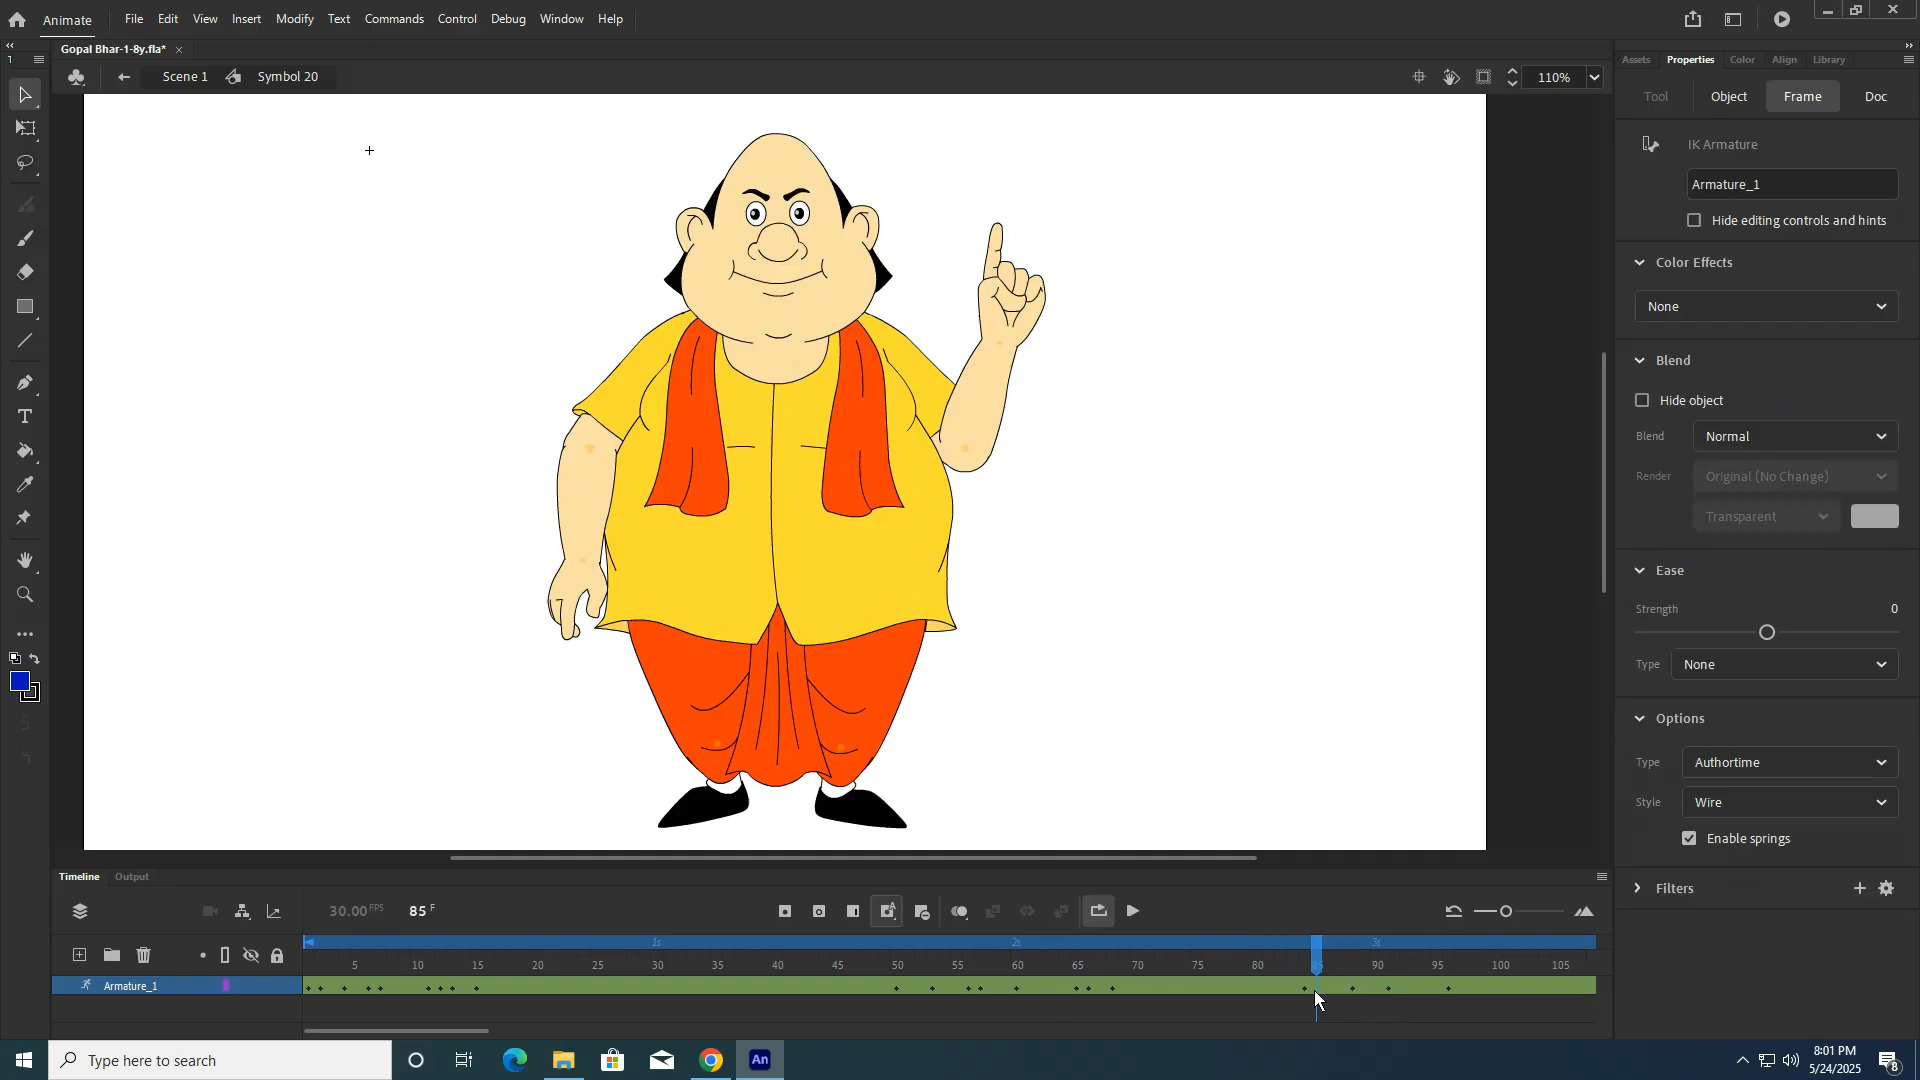 Animate File Edit View Insert Modify Text Commands Control Debug Window Help
Gopal Bhar-1-8y.fla*
Scene 1 Symbol 20 110%
Assets Properties Color Align Library
Tool Object Frame Doc
IK Armature
Armature_1
Hide editing controls and hints
Color Effects
None
Blend
Hide object
Blend Normal
Render Original (No Change)
Transparent
Ease
Strength 0
Type None
Options
Type Authortime
Style Wire
Enable springs
Filters
Timeline Output
30.00 FPS 85 F
1s 2s 3s
5 10 15 20 25 30 35 40 45 50 55 60 65 70 75 80 85 90 95 100 105
Armature_1
Type here to search
An
8:01 PM
5/24/2025
8